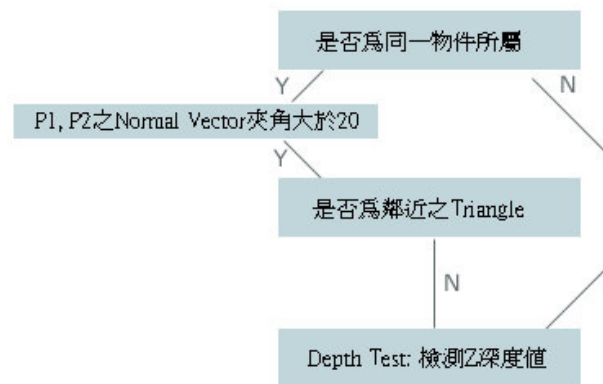 是否為同一物件所屬
Y
N
P1, P2之Normal Vector夾角大於20
Y
是否為鄰近之Triangle
N
Depth Test: 檢測Z深度值